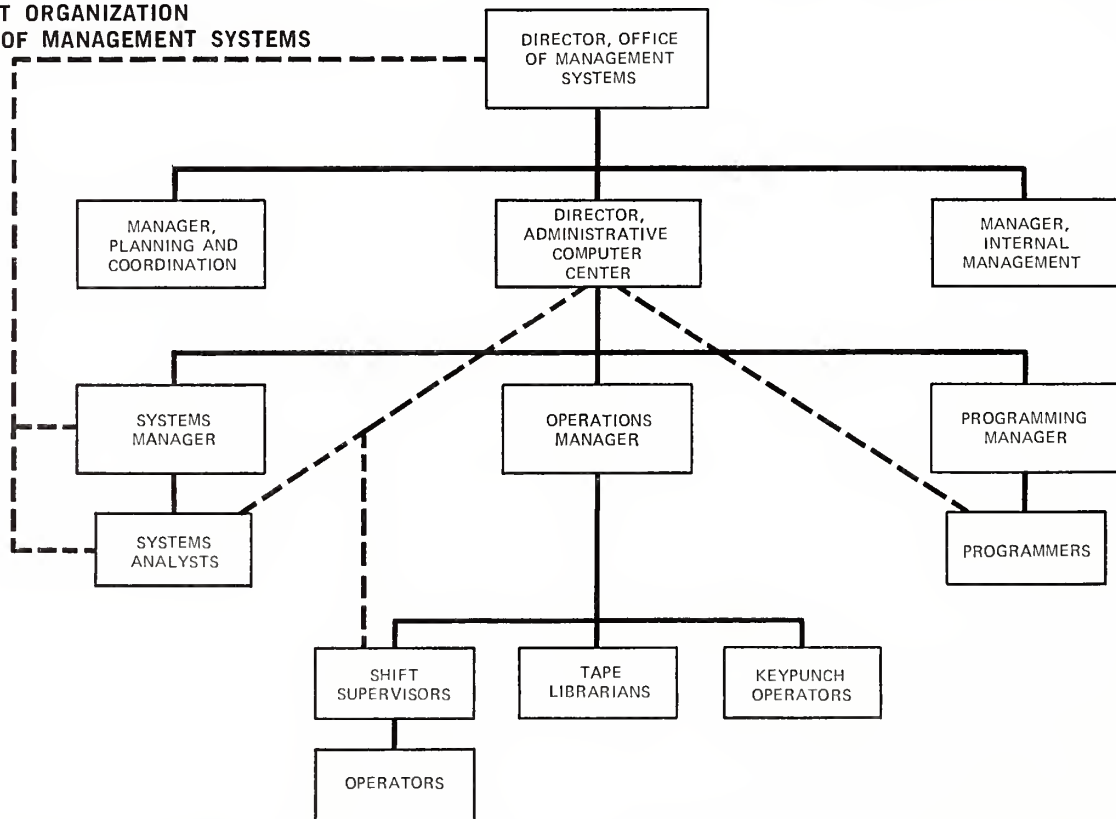 T ORGANIZATION
OF MANAGEMENT SYSTEMS
DIRECTOR, OFFICE
OF MANAGEMENT
SYSTEMS
MANAGER,
PLANNING AND
COORDINATION
DIRECTOR,
ADMINISTRATIVE
COMPUTER
CENTER
MANAGER,
INTERNAL
MANAGEMENT
SYSTEMS
MANAGER
OPERATIONS
MANAGER
PROGRAMMING
MANAGER
SYSTEMS
ANALYSTS
PROGRAMMERS
SHIFT
SUPERVISORS
TAPE
LIBRARIANS
KEYPUNCH
OPERATORS
OPERATORS